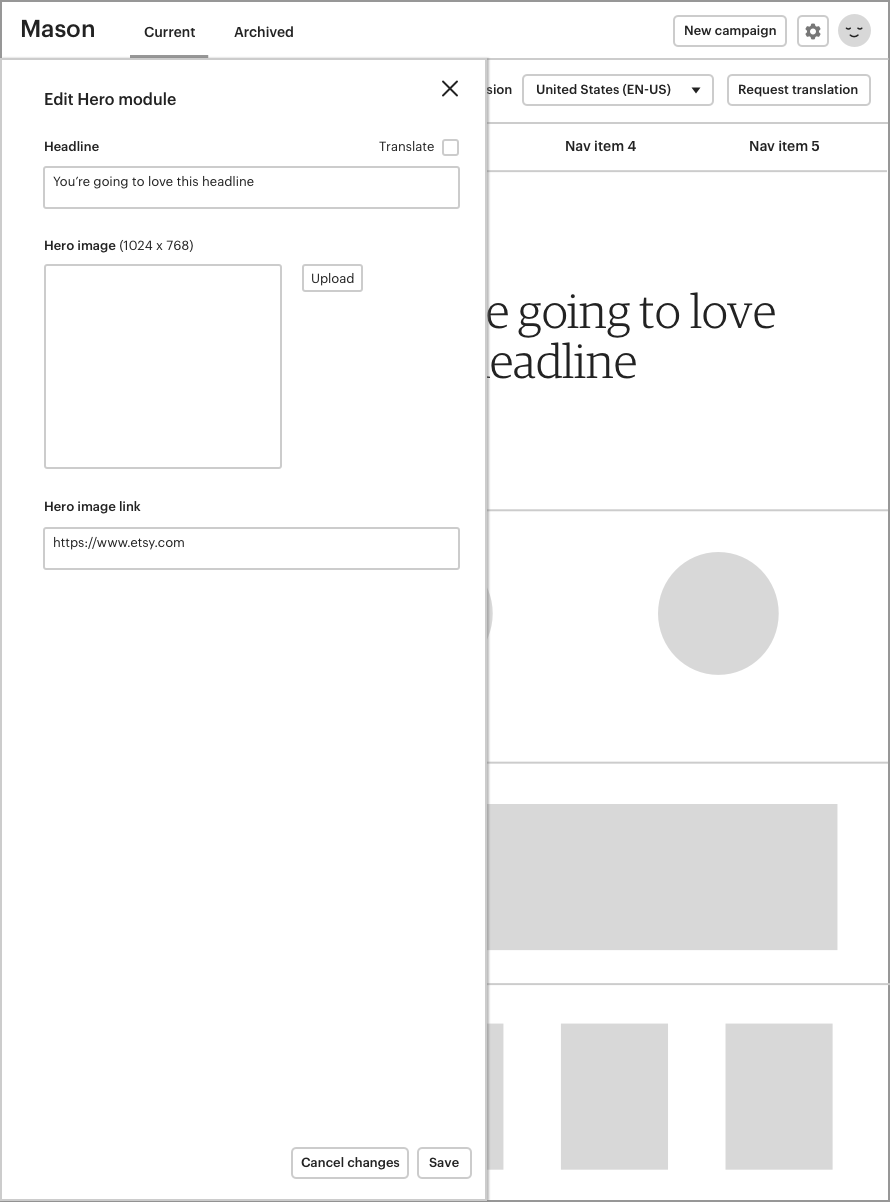 Mason
Current
Archived
New campaign
United States (EN-US)
Request translation
Edit Hero module
Nav item 4
Nav item 5
Headline
Translate
You’re going to love this headline
Hero image (1024 x 768)
Upload
e going to love
eadline
Hero image link
https://www.etsy.com
Cancel changes
Save